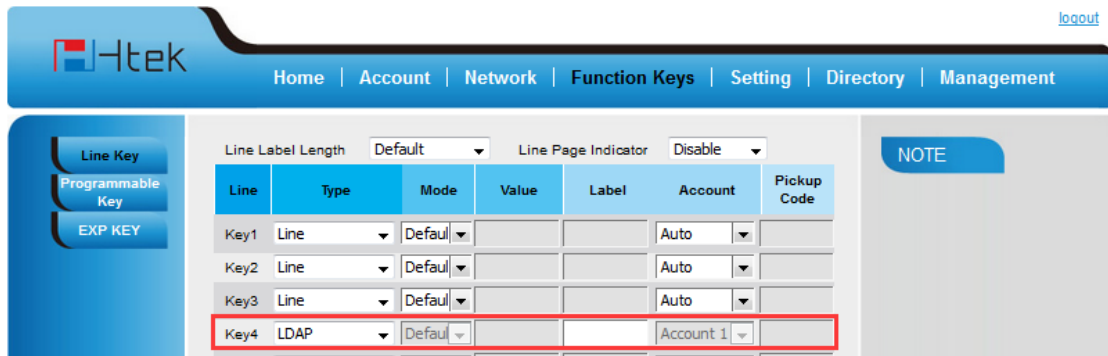 logout
Htek
Home | Account | Network | Function Keys | Setting | Directory | Management
Line Key
Programmable Key
EXP KEY
Line Label Length Default Line Page Indicator Disable
Line Type Mode Value Label Account Pickup Code
Key1 Line Defaul Auto
Key2 Line Defaul Auto
Key3 Line Defaul Auto
Key4 LDAP Defaul Account 1
NOTE